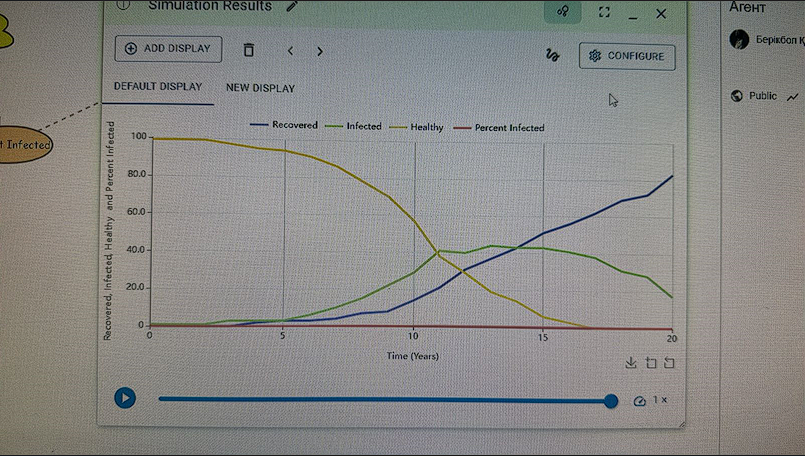 Simulation Results
Агент
ADD DISPLAY
CONFIGURE
DEFAULT DISPLAY
NEW DISPLAY
Public
t Infected
Recovered
Infected
Healthy
Percent Infected
Recovered, Infected, Healthy and Percent Infected
100
80.0
60.0
40.0
20.0
0
0
5
10
15
20
Time (Years)
1 ×